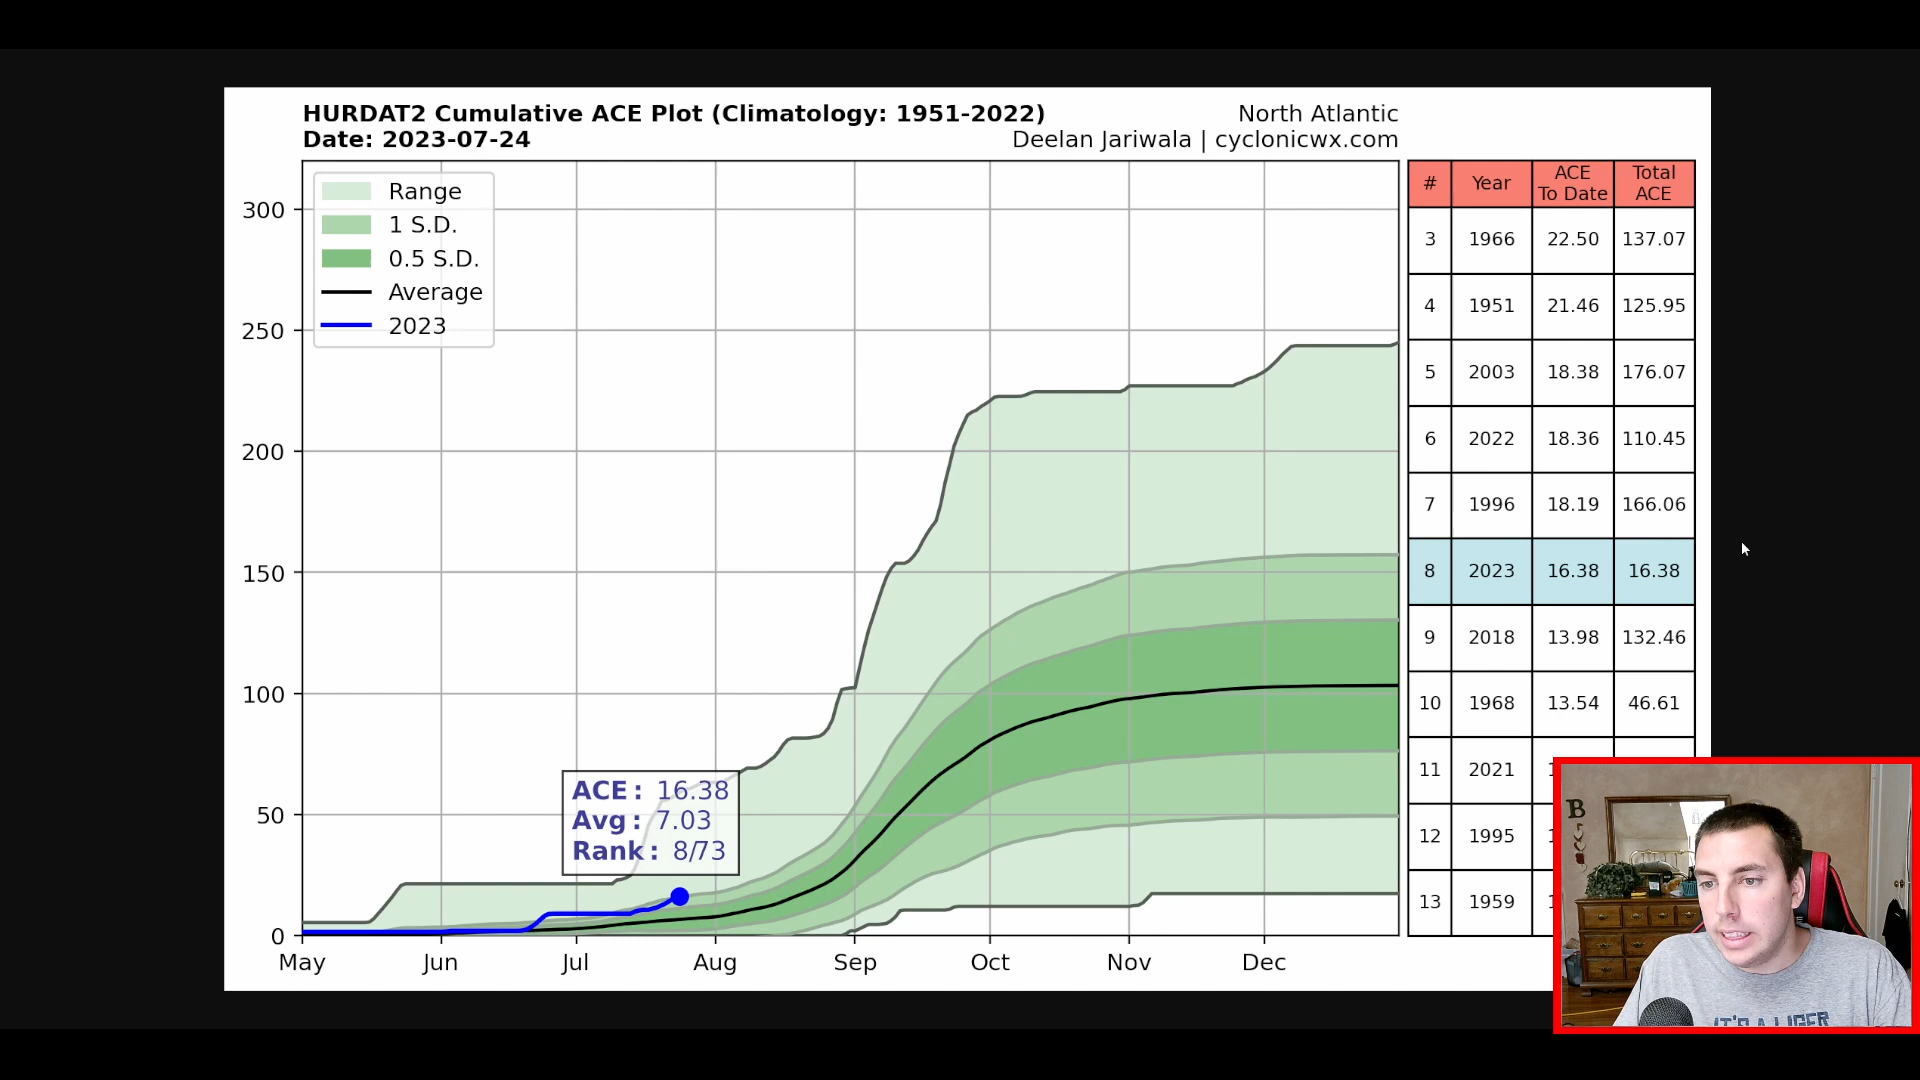 HURDAT2 Cumulative ACE Plot (Climatology: 1951-2022)
North Atlantic
Date: 2023-07-24
Deelan Jariwala | cyclonicwx.com
Range
1 S.D.
0.5 S.D.
Average
2023
300
250
200
150
100
50
0
ACE: 16.38
Avg: 7.03
Rank: 8/73
May Jun Jul Aug Sep Oct Nov Dec
# Year ACE To Date Total ACE
3 1966 22.50 137.07
4 1951 21.46 125.95
5 2003 18.38 176.07
6 2022 18.36 110.45
7 1996 18.19 166.06
8 2023 16.38 16.38
9 2018 13.98 132.46
10 1968 13.54 46.61
11 2021
12 1995
13 1959
B
IT'S A LIGER